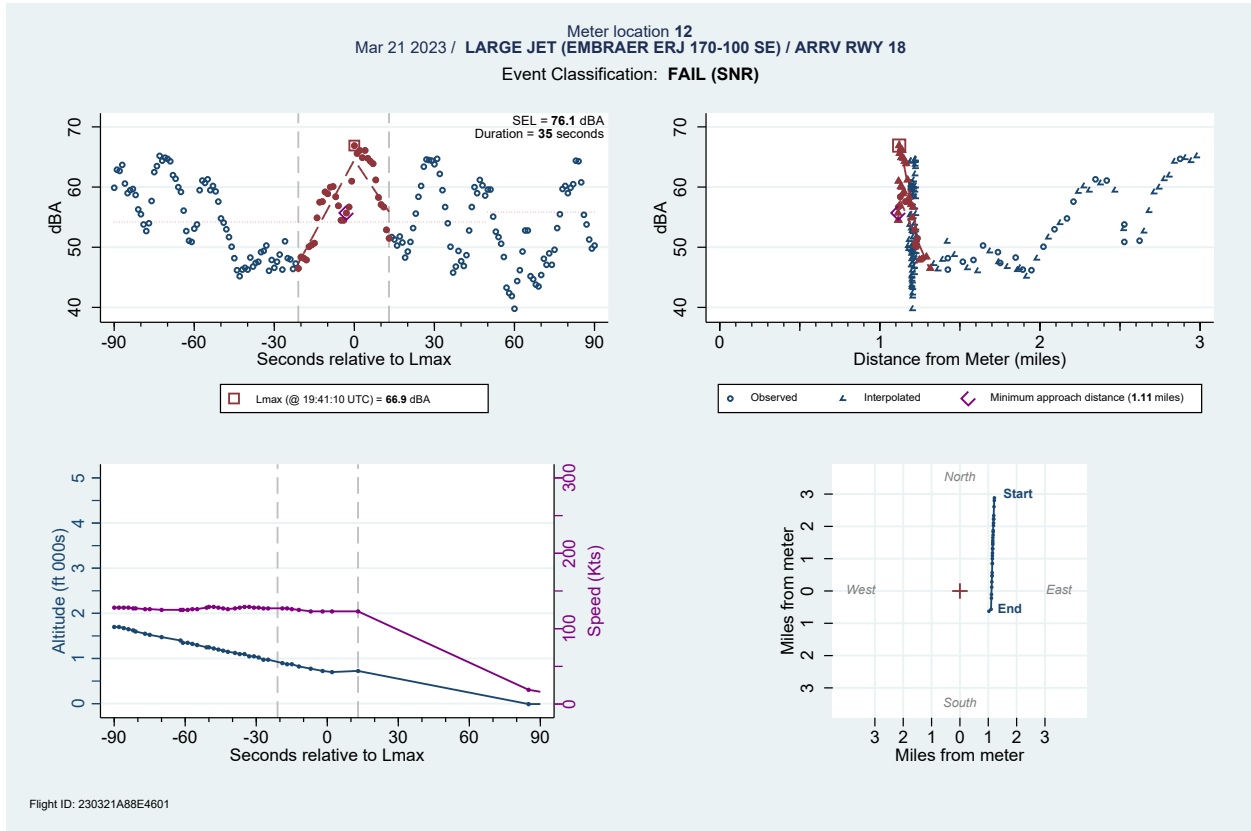 Meter location 12
Mar 21 2023 / LARGE JET (EMBRAER ERJ 170-100 SE) / ARRV RWY 18
Event Classification: FAIL (SNR)
SEL = 76.1 dBA
Duration = 35 seconds
dBA
70
60
50
40
-90 -60 -30 0 30 60 90
Seconds relative to Lmax
Lmax (@ 19:41:10 UTC) = 66.9 dBA
dBA
70
60
50
40
0 1 2 3
Distance from Meter (miles)
Observed Interpolated Minimum approach distance (1.11 miles)
Altitude (ft 000s)
5
4
3
2
1
0
300
200
100
0
Speed (Kts)
-90 -60 -30 0 30 60 90
Seconds relative to Lmax
Miles from meter
3
2
1
0
1
2
3
North
Start
West
East
End
South
3 2 1 0 1 2 3
Miles from meter
Flight ID: 230321A88E4601